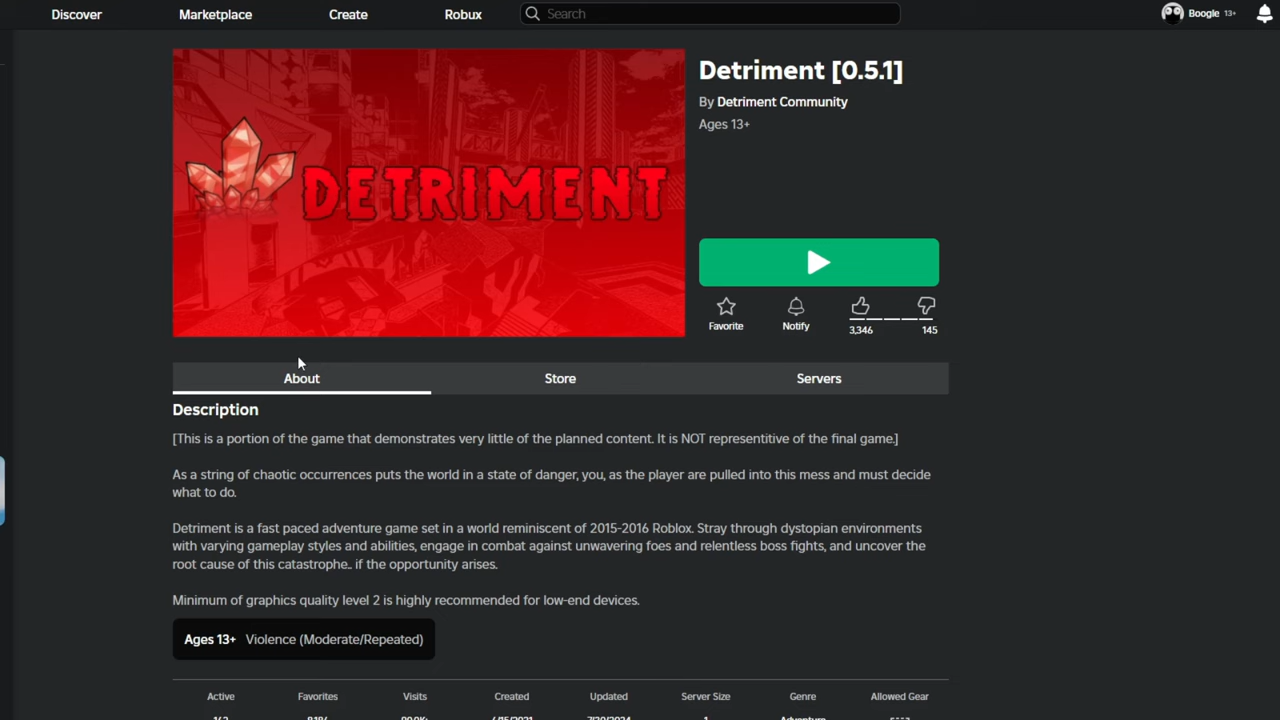 Discover Marketplace Create Robux Search Boogle 13+
DETRIMENT
Detriment [0.5.1]
By Detriment Community
Ages 13+
Favorite Notify 3,346 145
About Store Servers
Description
[This is a portion of the game that demonstrates very little of the planned content. It is NOT representitive of the final game.]
As a string of chaotic occurrences puts the world in a state of danger, you, as the player are pulled into this mess and must decide
what to do.
Detriment is a fast paced adventure game set in a world reminiscent of 2015-2016 Roblox. Stray through dystopian environments
with varying gameplay styles and abilities, engage in combat against unwavering foes and relentless boss fights, and uncover the
root cause of this catastrophe.. if the opportunity arises.
Minimum of graphics quality level 2 is highly recommended for low-end devices.
Ages 13+ Violence (Moderate/Repeated)
Active Favorites Visits Created Updated Server Size Genre Allowed Gear